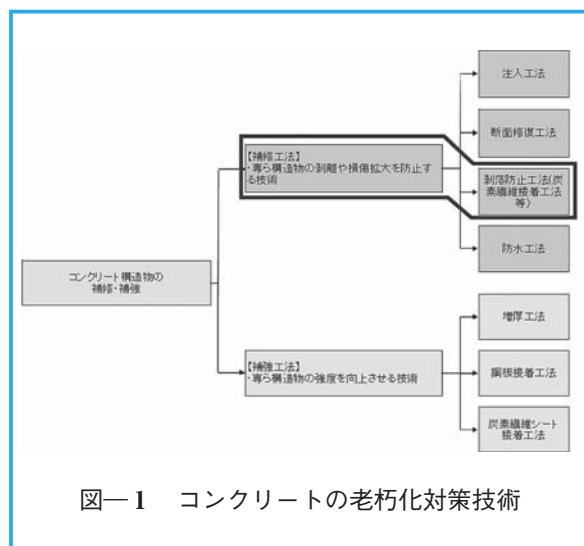 注入工法
断面修復工法
【補修工法】
・専ら構造物の剥離や損傷拡大を防止す
る技術
剥落防止工法(炭
素繊維接着工法
等)
防水工法
コンクリート構造物の
補修・補強
増厚工法
【補強工法】
・専ら構造物の強度を向上させる技術
鋼板接着工法
炭素繊維シート
接着工法
図―1 コンクリートの老朽化対策技術